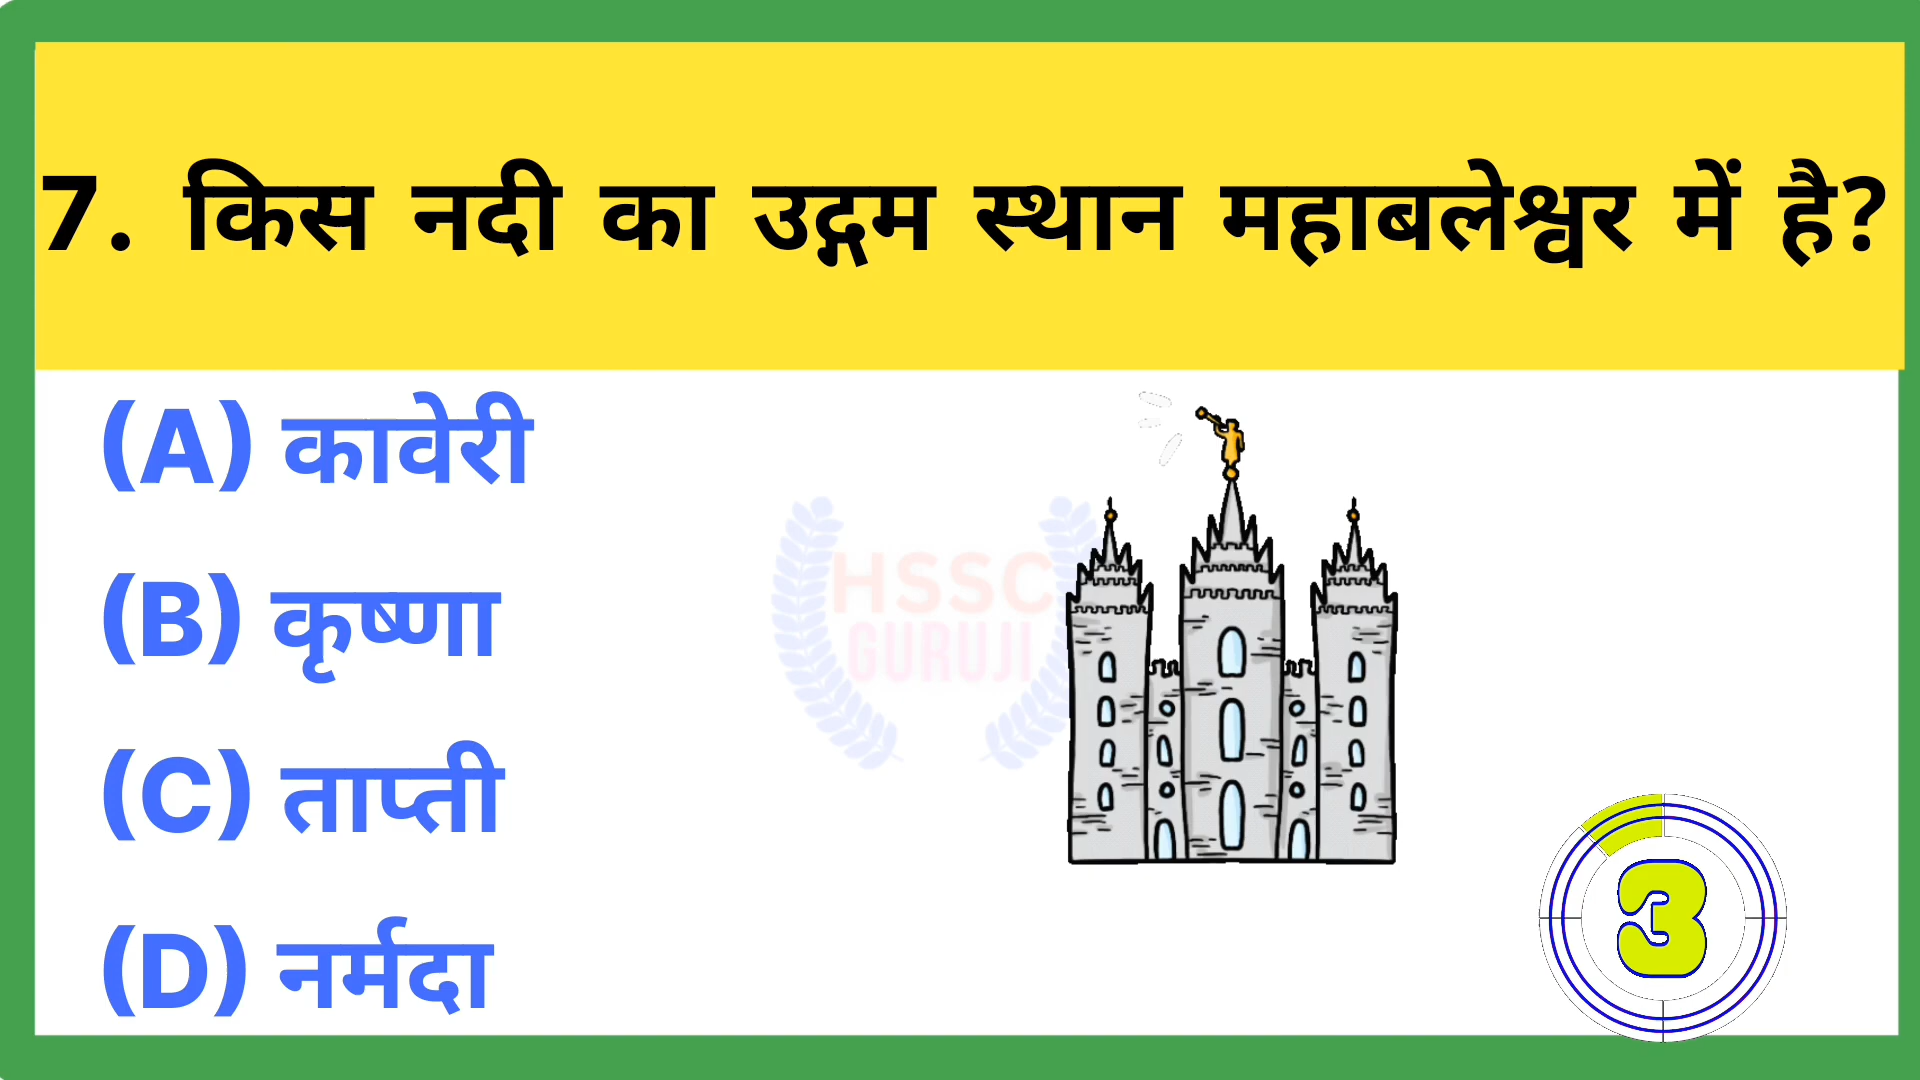 7. किस नदी का उद्गम स्थान महाबलेश्वर में है?
(A) कावेरी
(B) कृष्णा
(C) ताप्ती
(D) नर्मदा
HSSC
GURUJI
3